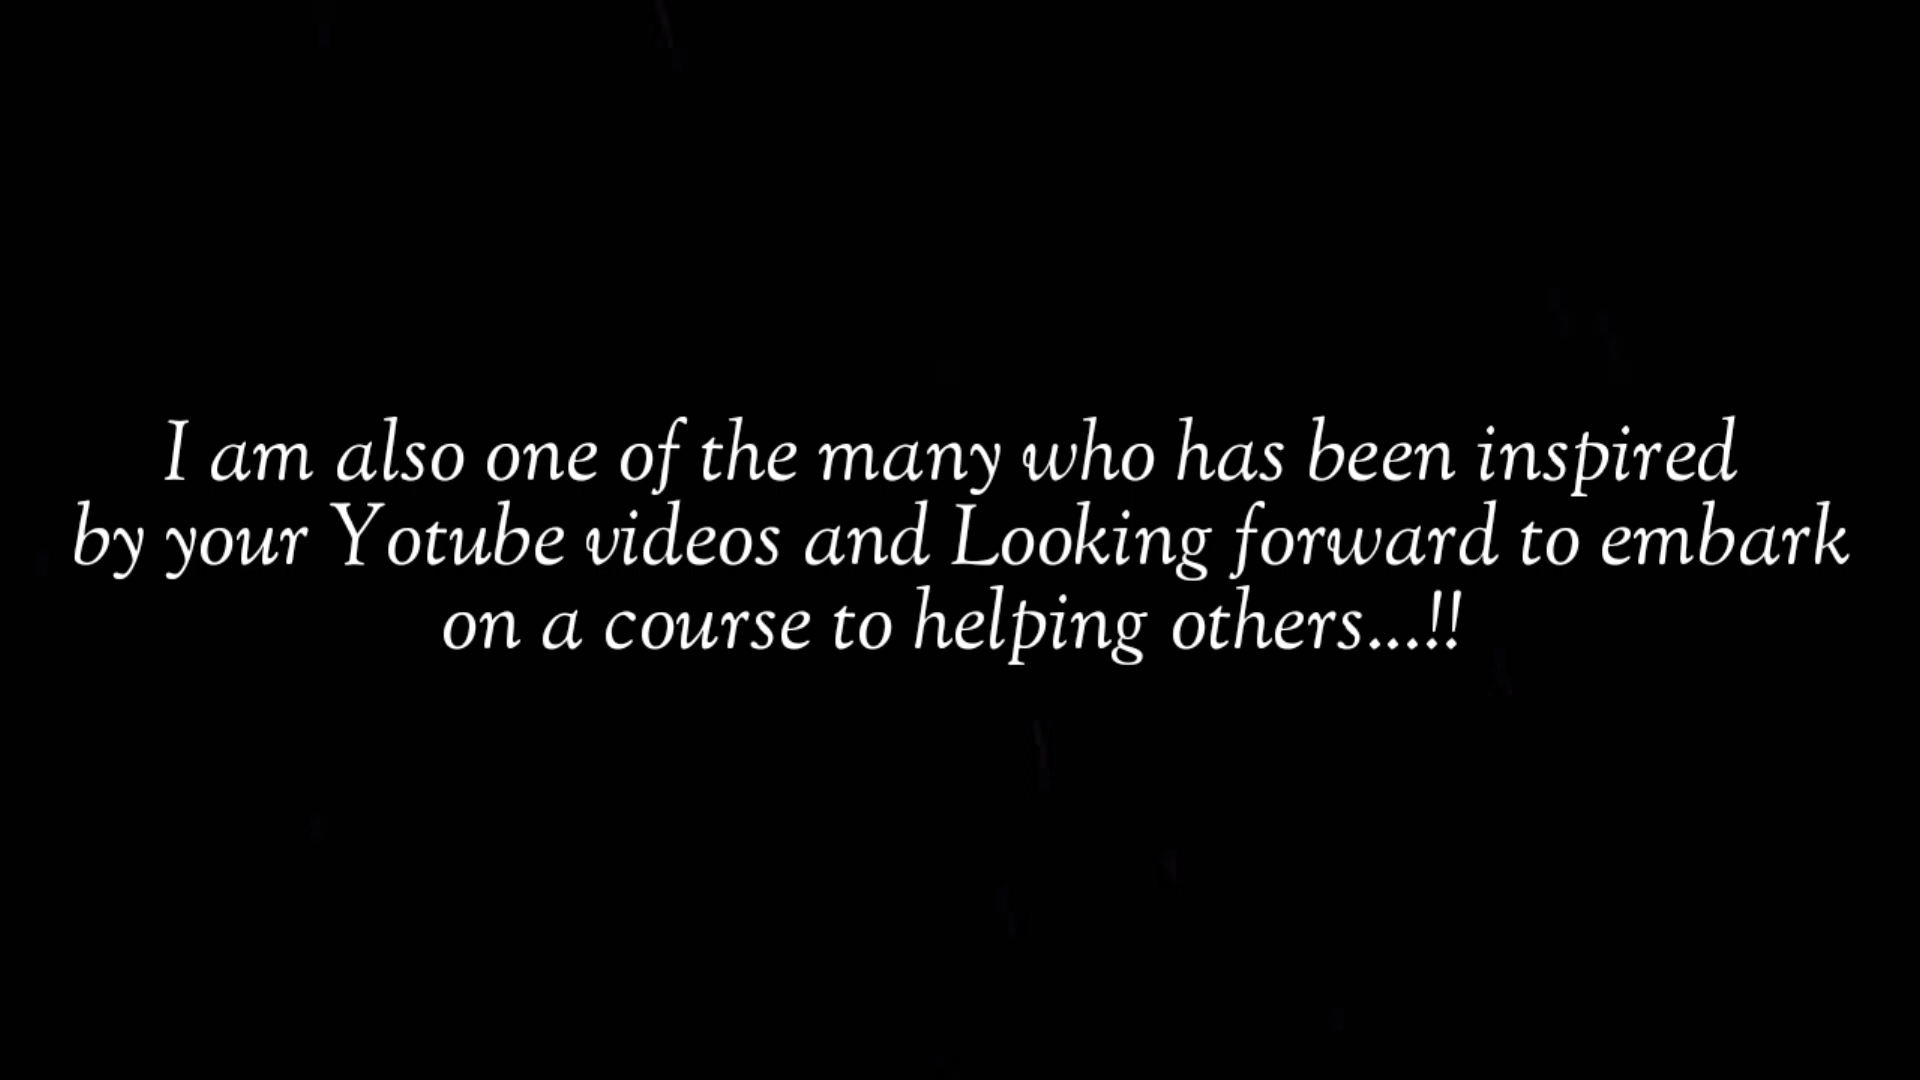 I am also one of the many who has been inspired
by your Yotube videos and Looking forward to embark
on a course to helping others...!!